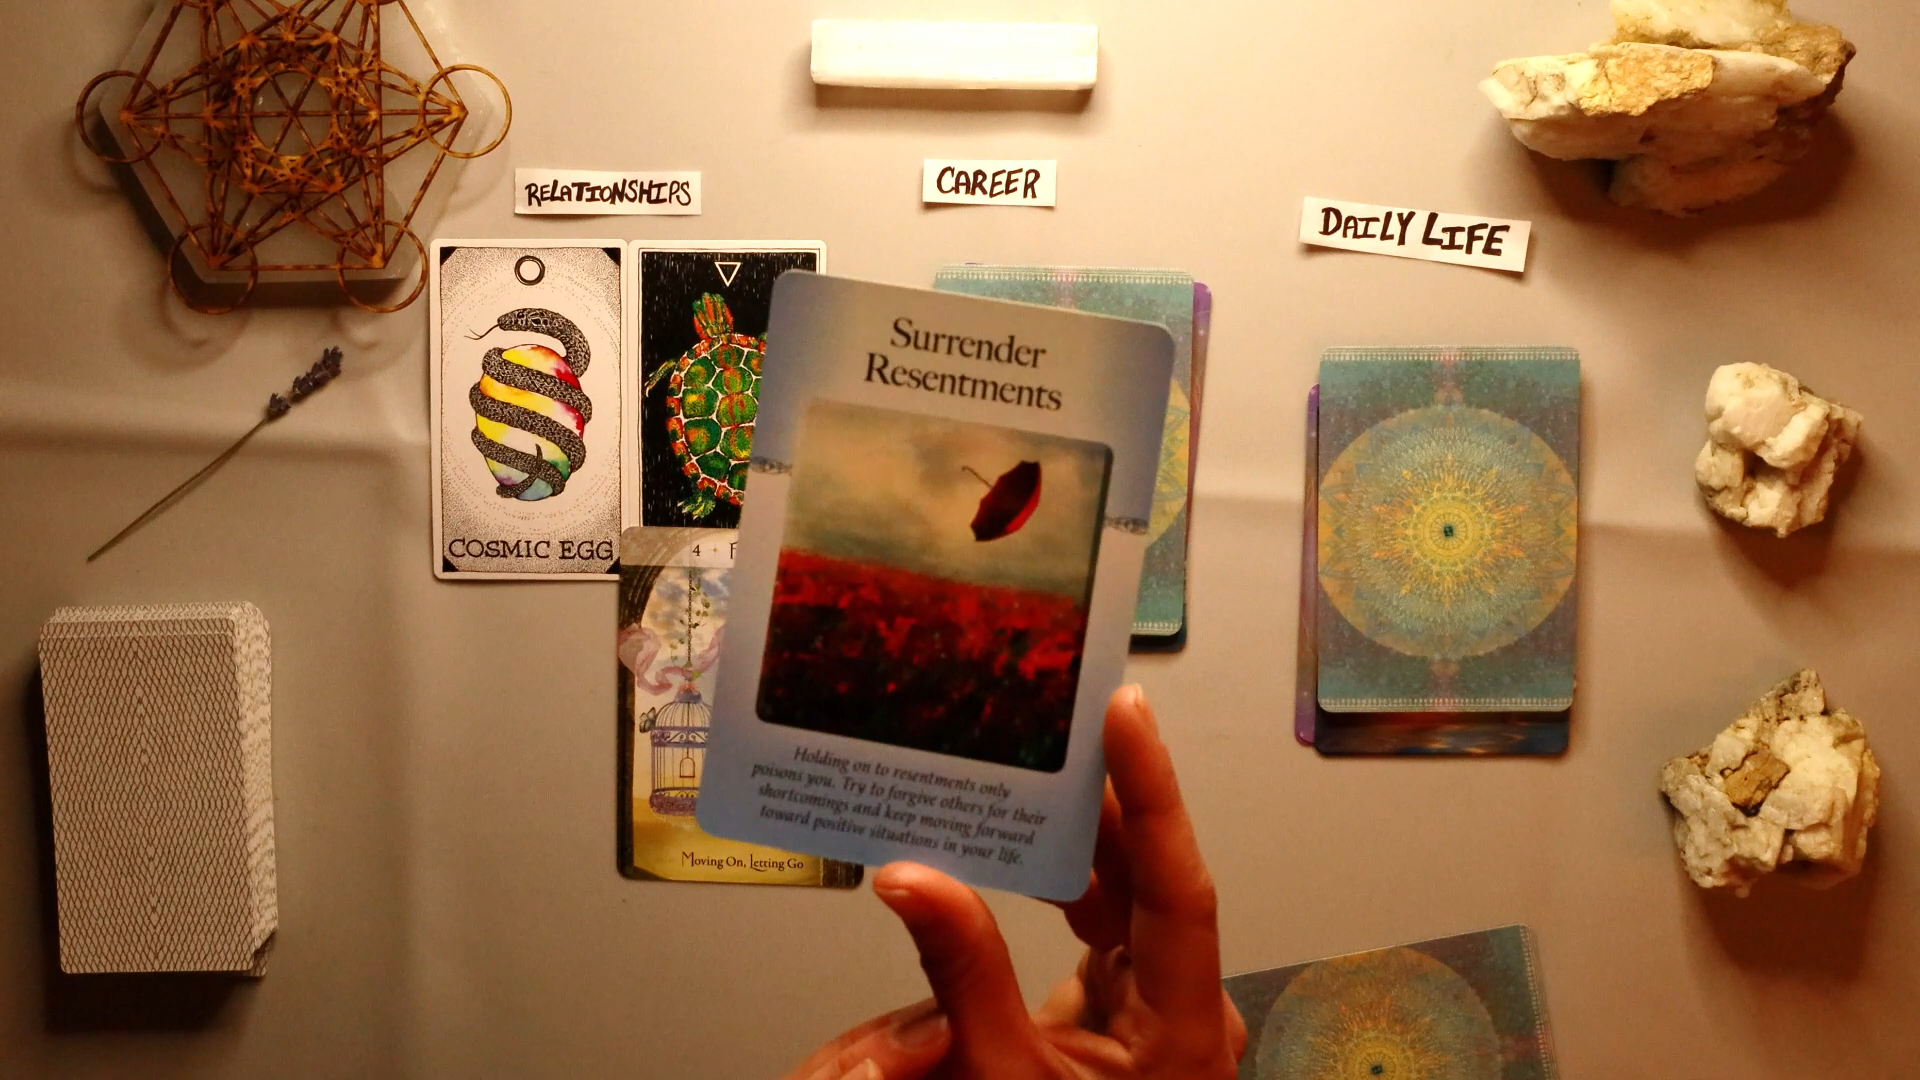 RELATIONSHIPS
CAREER
DAILY LIFE
COSMIC EGG
4
Moving On, Letting Go
Surrender
Resentments
Holding on to resentments only
poisons you. Try to forgive others for their
shortcomings and keep moving forward
toward positive situations in your life.